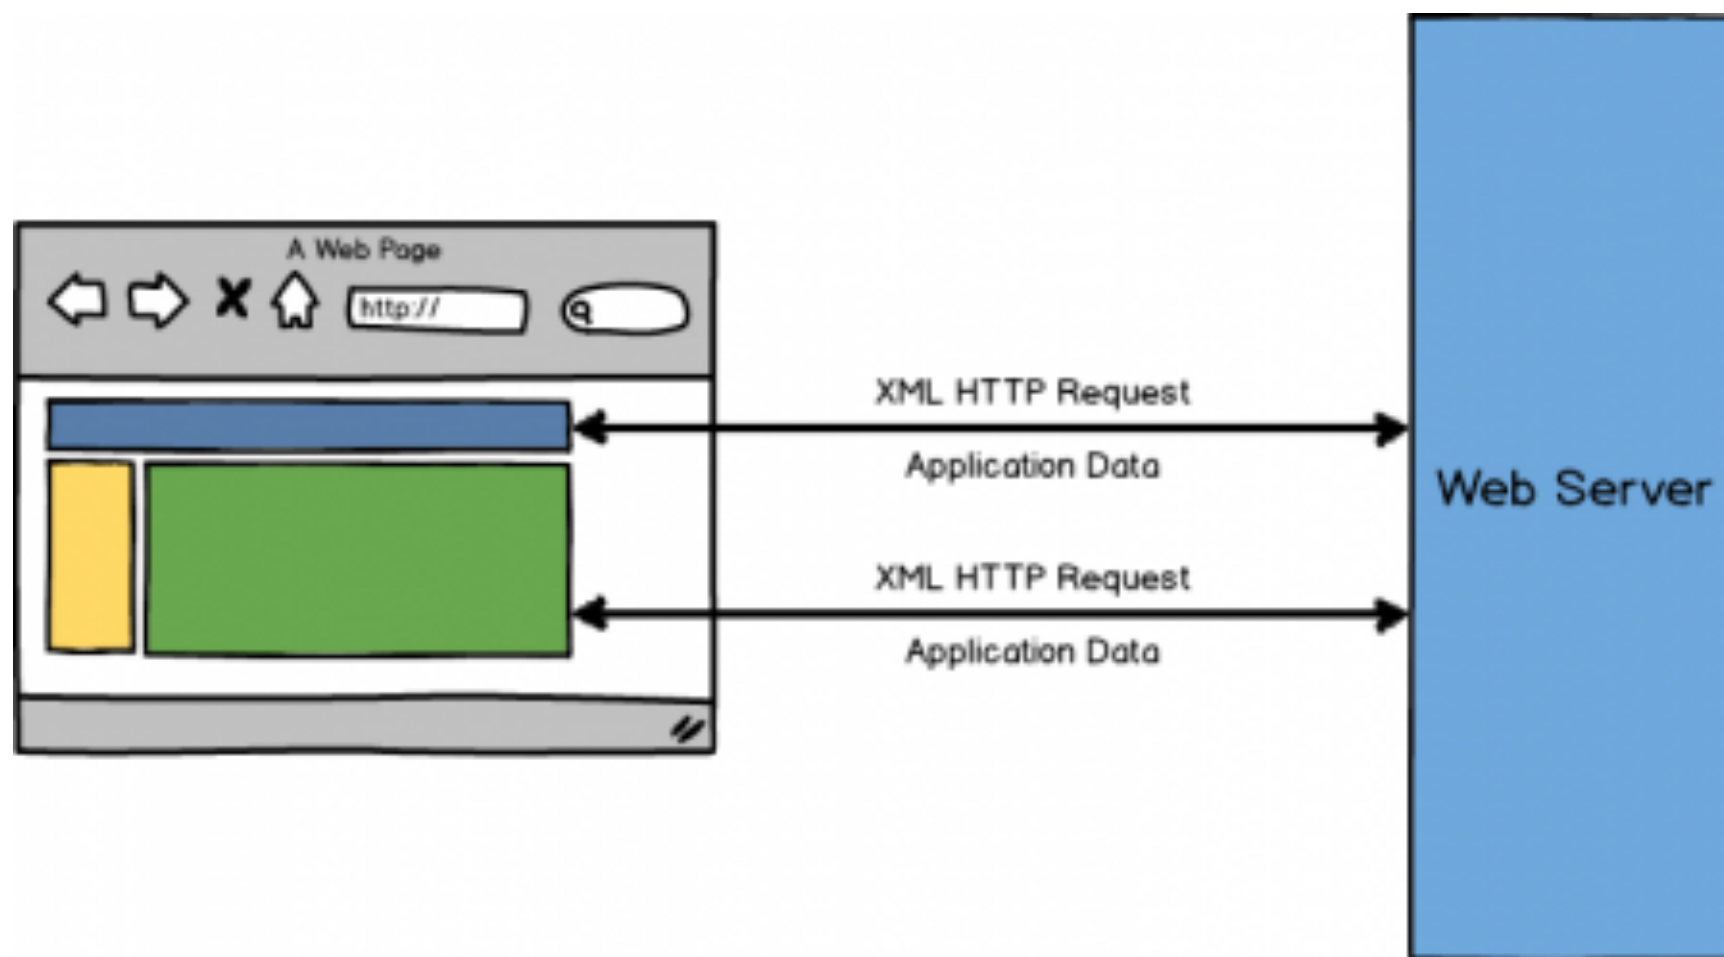 A Web Page
http://
XML HTTP Request
Application Data
XML HTTP Request
Application Data
Web Server